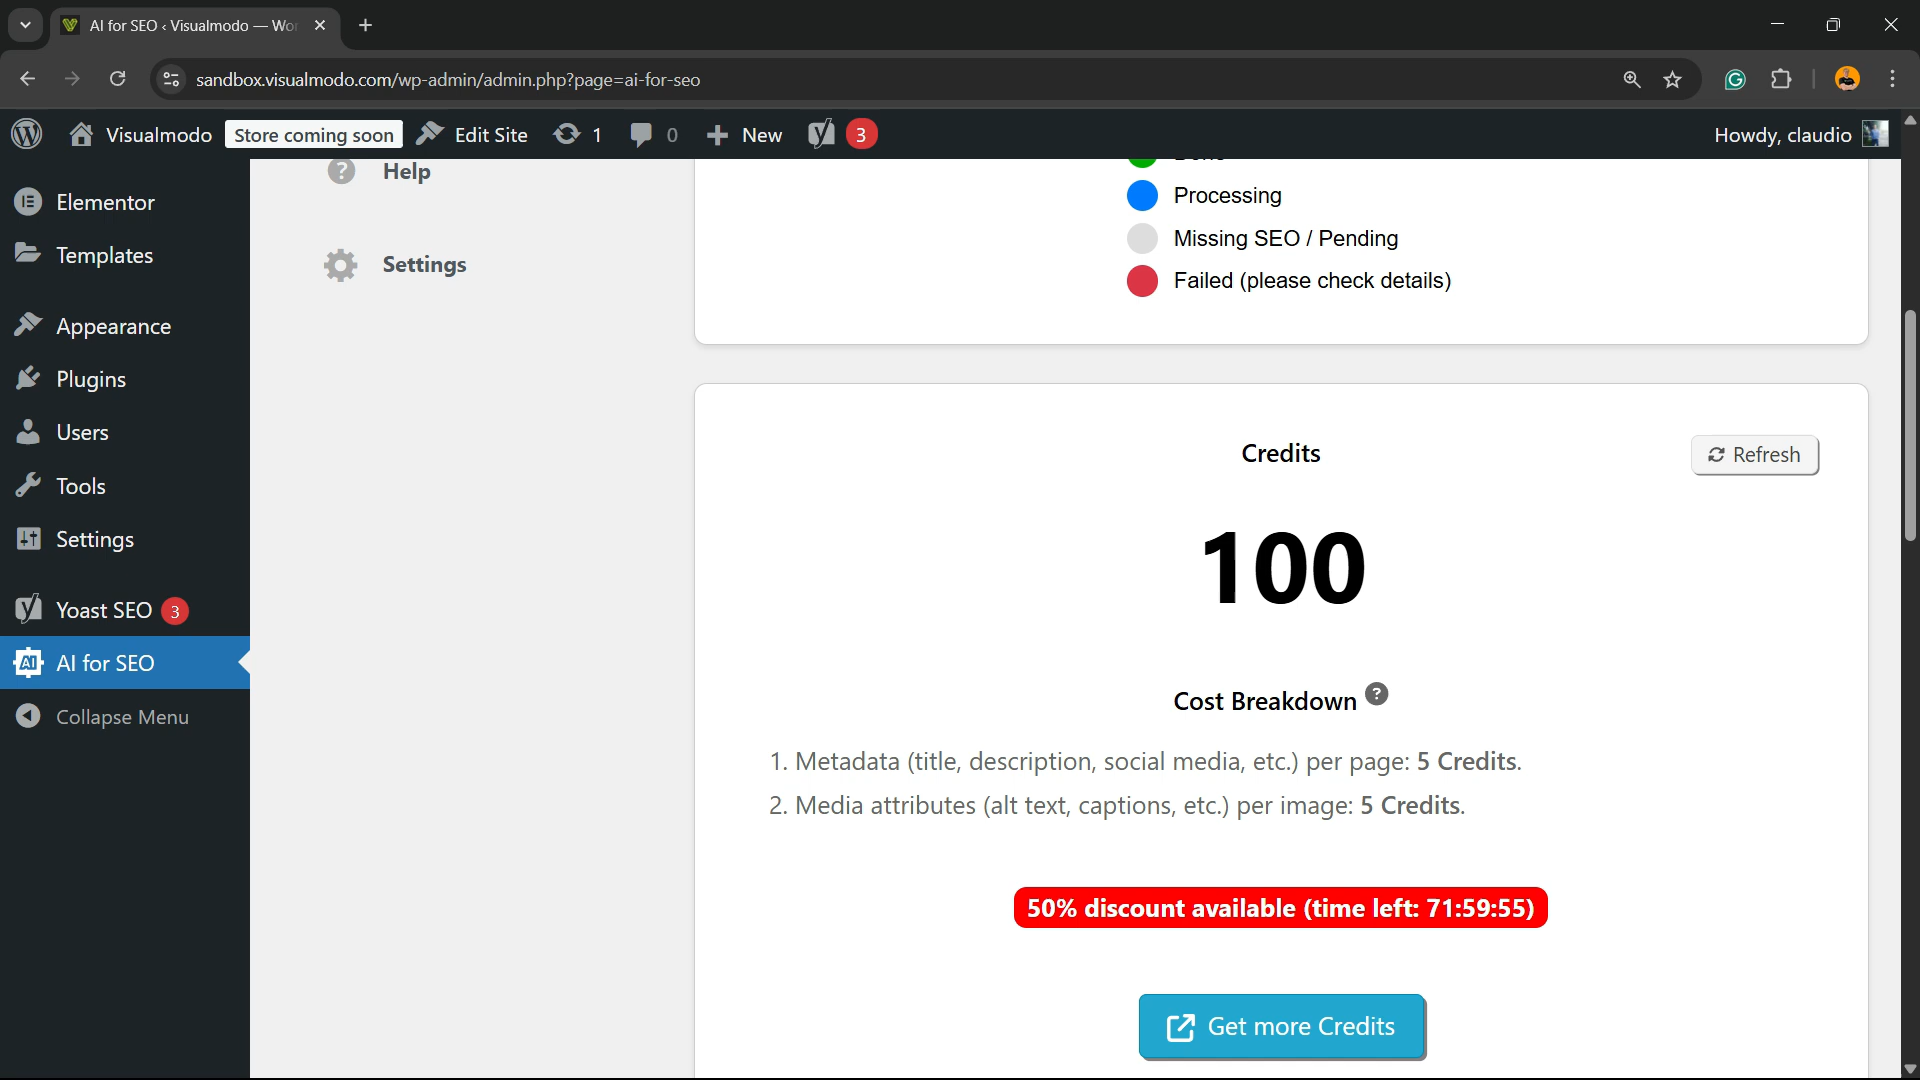 AI for SEO ‹ Visualmodo — Wor
sandbox.visualmodo.com/wp-admin/admin.php?page=ai-for-seo
Visualmodo
Store coming soon
Edit Site
1
0
New
3
Howdy, claudio
Elementor
Templates
Appearance
Plugins
Users
Tools
Settings
Yoast SEO 3
AI for SEO
Collapse Menu
Help
Settings
Processing
Missing SEO / Pending
Failed (please check details)
Credits
Refresh
100
Cost Breakdown ?
1. Metadata (title, description, social media, etc.) per page: 5 Credits.
2. Media attributes (alt text, captions, etc.) per image: 5 Credits.
50% discount available (time left: 71:59:55)
Get more Credits